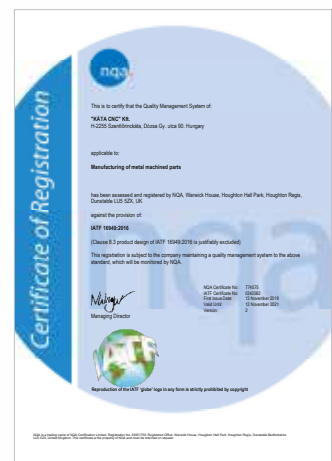 Certificate of Registration
nqa.
This is to certify that the Quality Management System of:
"KÁTA CNC" Kft.
H-2255 Szentlőrinckáta, Dózsa Gy. utca 90. Hungary
applicable to:
Manufacturing of metal machined parts
has been assessed and registered by NQA, Warwick House, Houghton Hall Park, Houghton Regis,
Dunstable LU5 5ZX, UK
against the provision of:
IATF 16949:2016
(Clause 8.3 product design of IATF 16949:2016 is justifiably excluded)
This registration is subject to the company maintaining a quality management system to the above
standard, which will be monitored by NQA
Managing Director
NQA Certificate No:
IATF Certificate No:
First Issue Date: 13 November 2018
Valid Until: 12 November 2021
Version: 2
IATF
Reproduction of the IATF 'globe' logo in any form is strictly prohibited by copyright